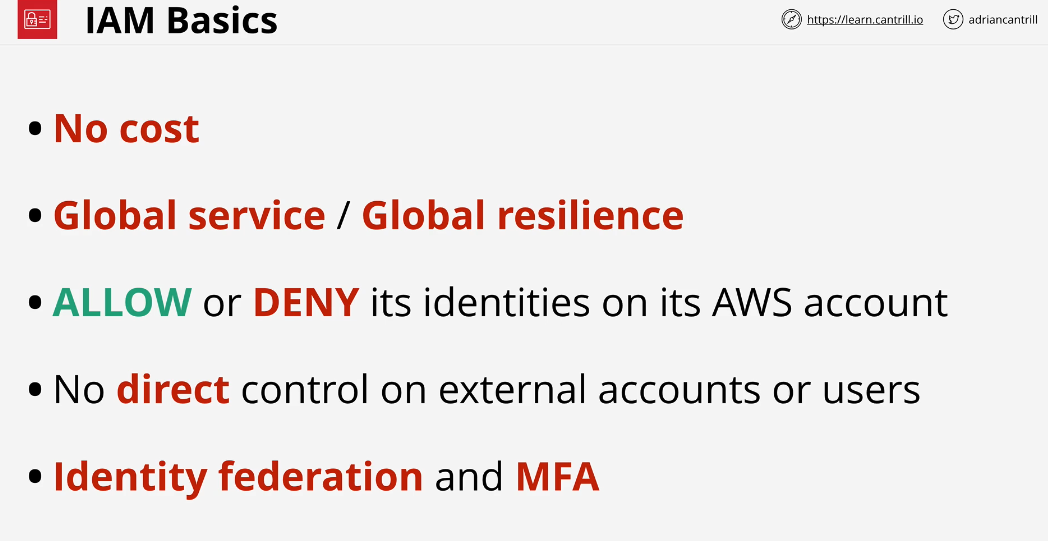 IAM Basics
https://learn.cantrill.io
adriancantrill
• No cost
• Global service / Global resilience
• ALLOW or DENY its identities on its AWS account
• No direct control on external accounts or users
• Identity federation and MFA